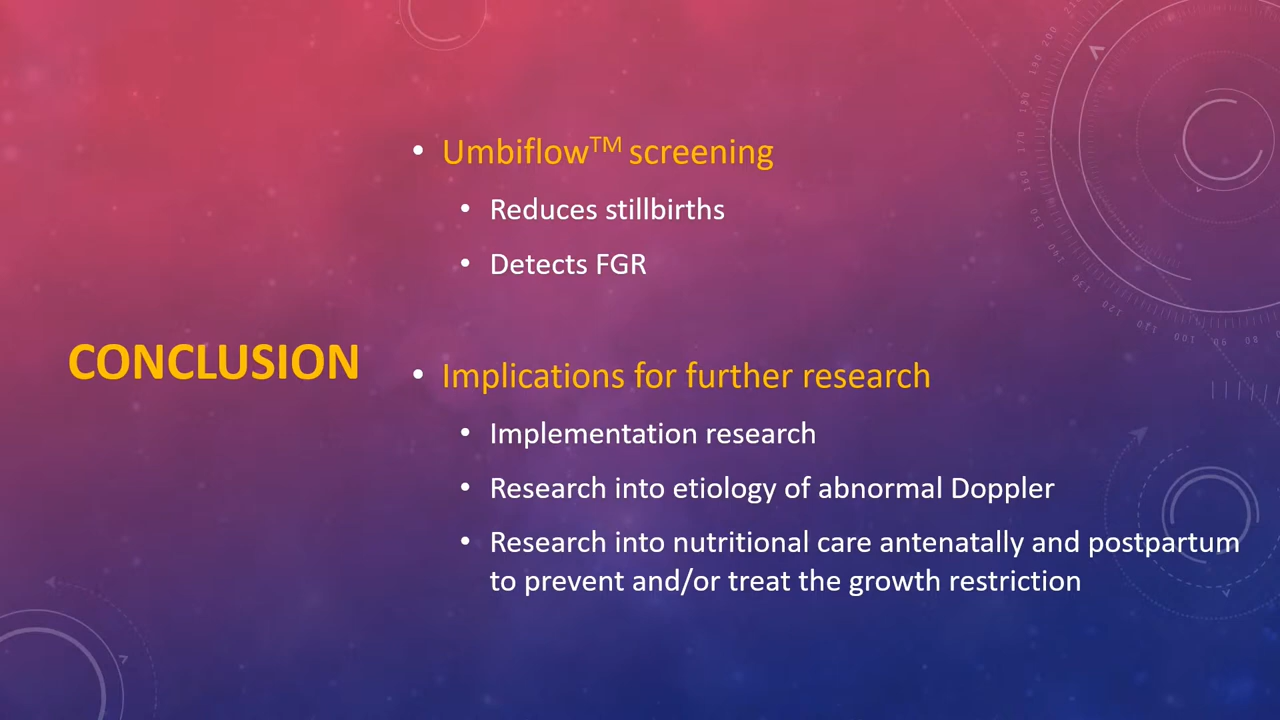 CONCLUSION
• Umbiflow™ screening
• Reduces stillbirths
• Detects FGR
• Implications for further research
• Implementation research
• Research into etiology of abnormal Doppler
• Research into nutritional care antenatally and postpartum
to prevent and/or treat the growth restriction